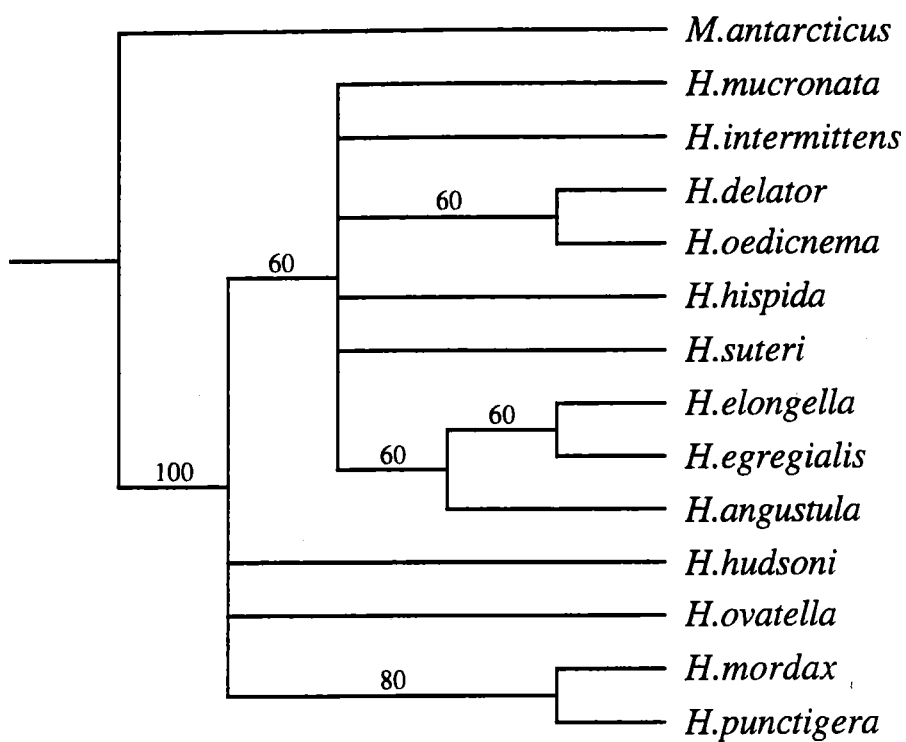 M.antarcticus
H.mucronata
H.intermittens
60
H.delator
H.oedicnema
60
H.hispida
H.suteri
60
H.elongella
60
H.egregialis
100
H.angustula
H.hudsoni
H.ovatella
80
H.mordax
H.punctigera